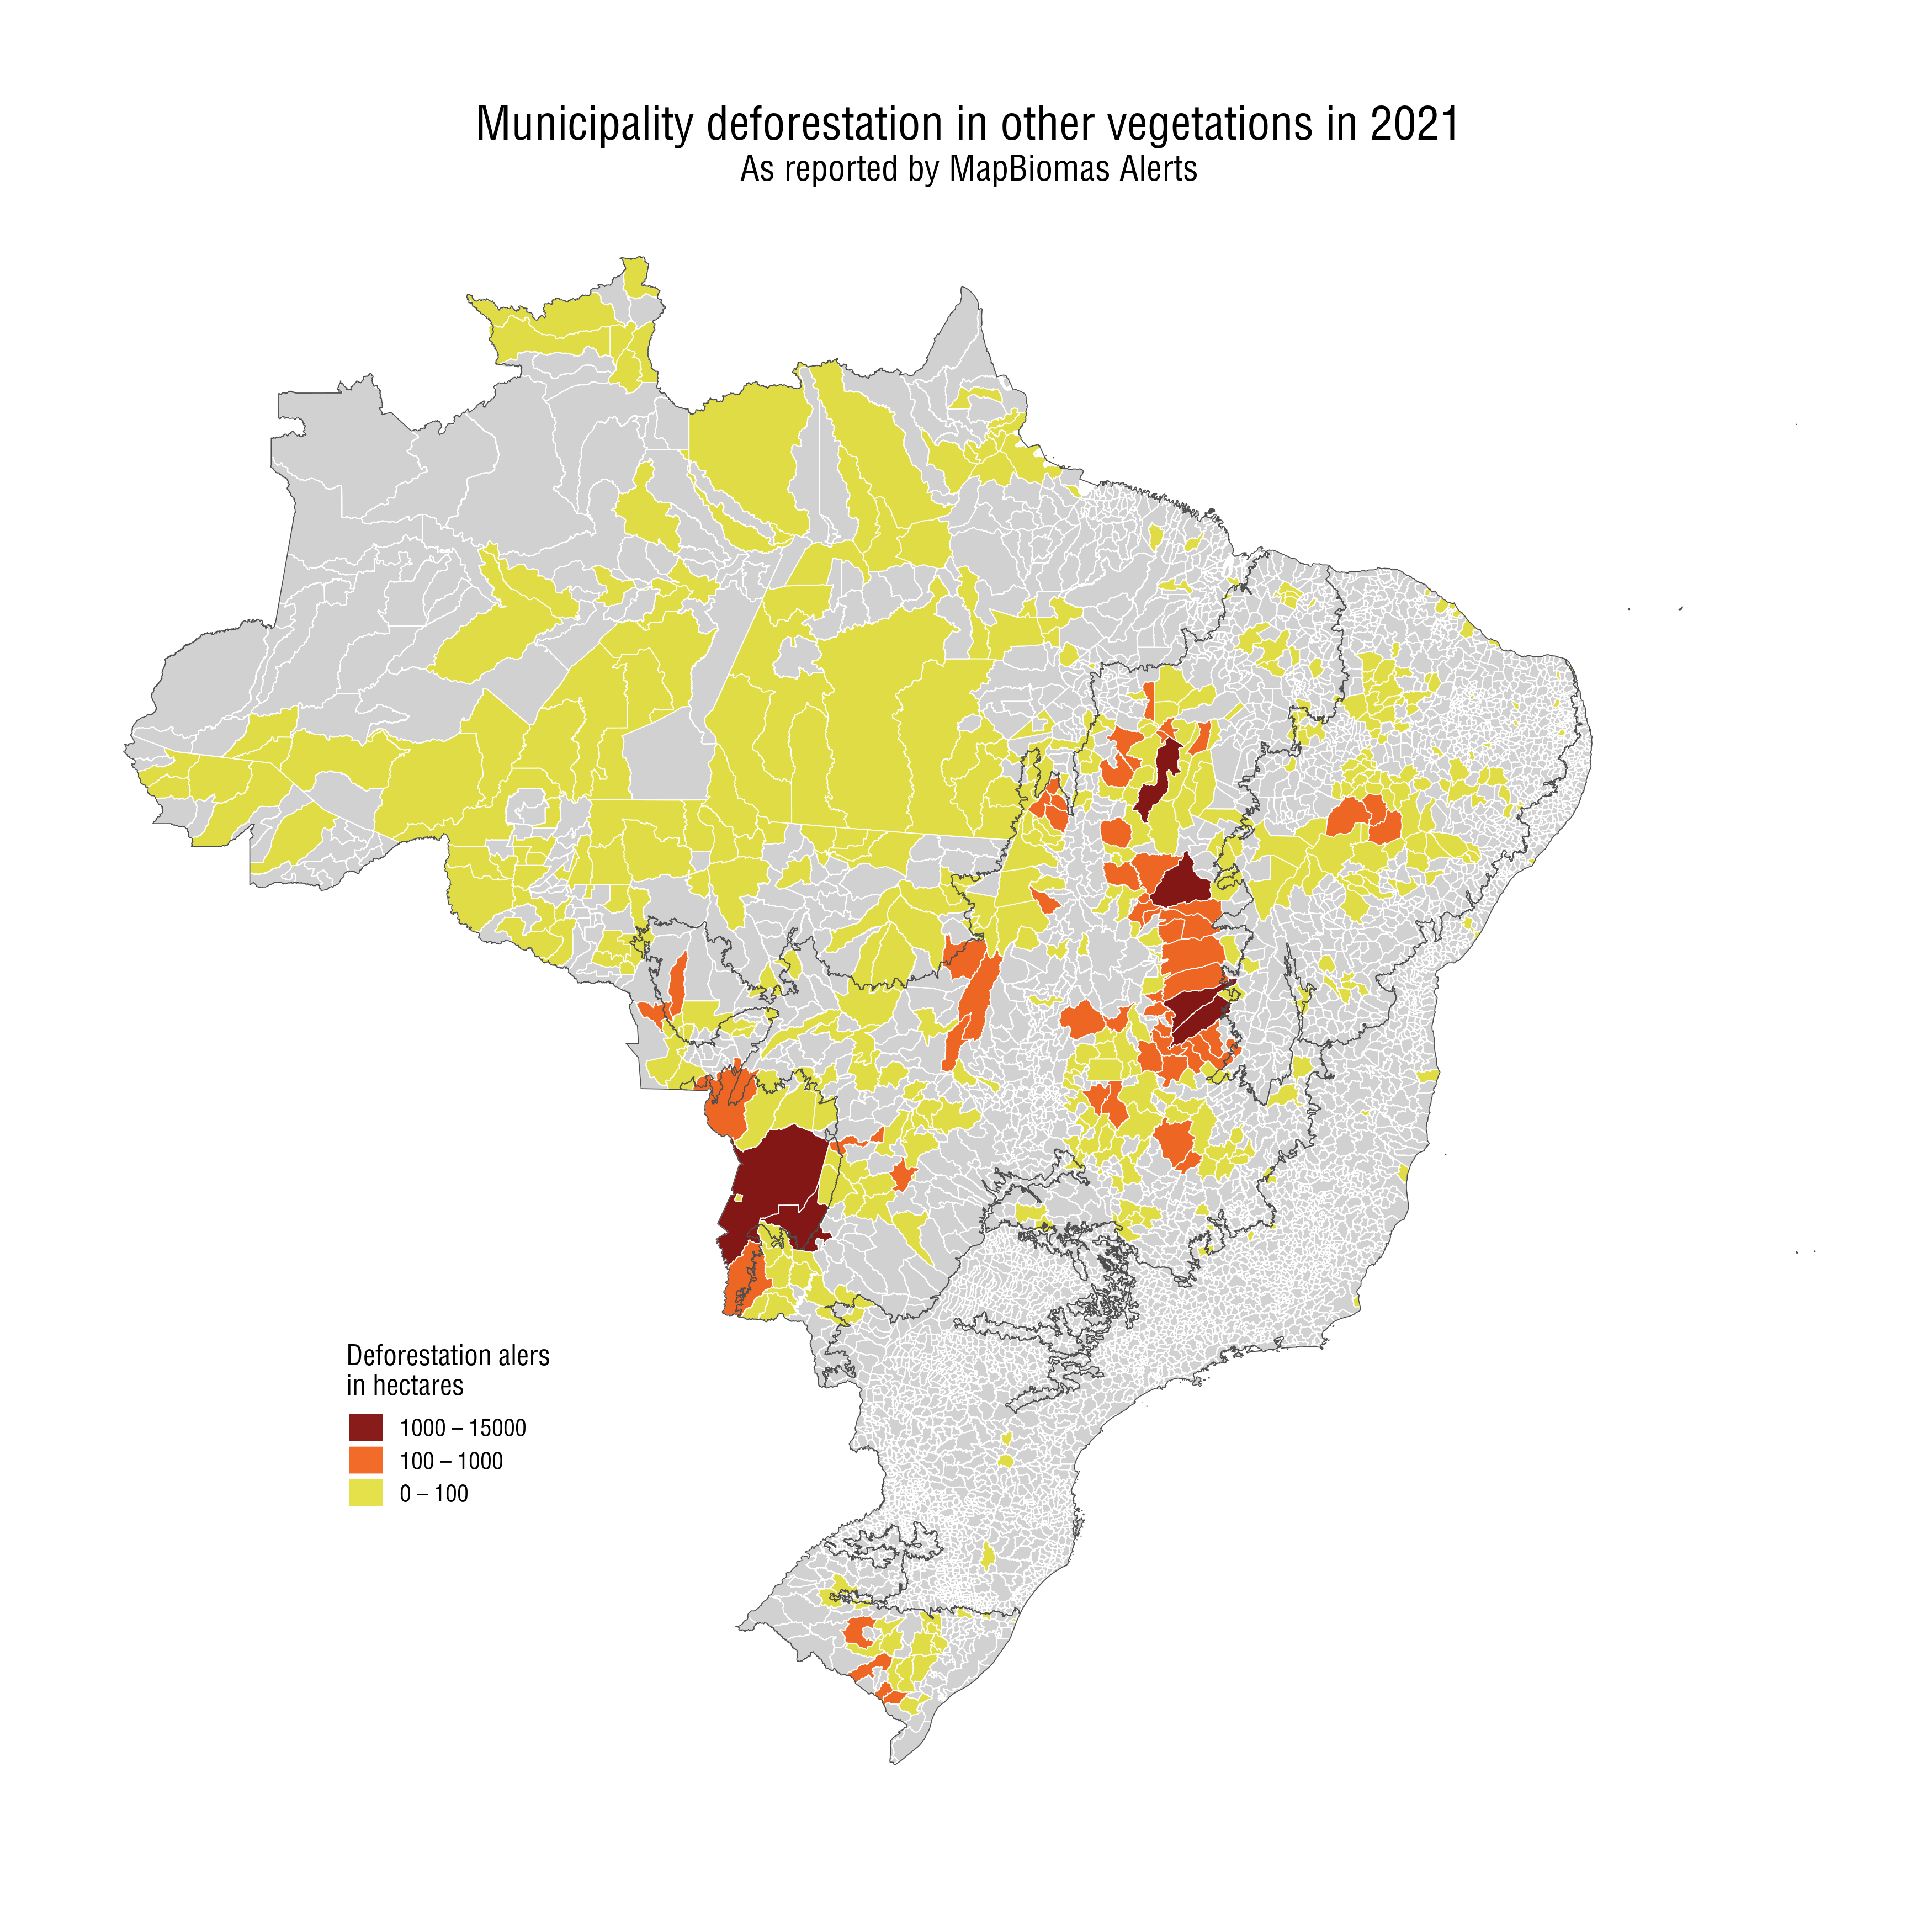 Municipality deforestation in other vegetations in 2021
As reported by MapBiomas Alerts
Deforestation alers
in hectares
1000 – 15000
100 – 1000
0 – 100